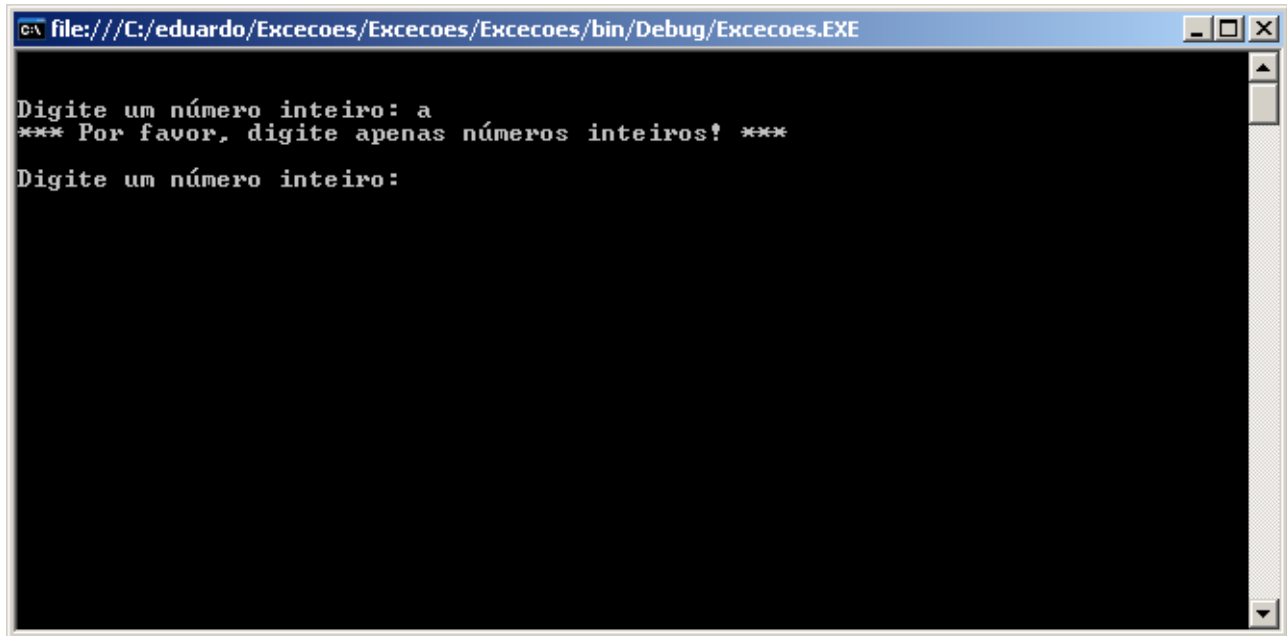 file:///C:/eduardo/Excecoes/Excecoes/Excecoes/bin/Debug/Excecoes.EXE
Digite um número inteiro: a
*** Por favor, digite apenas números inteiros! ***
Digite um número inteiro: